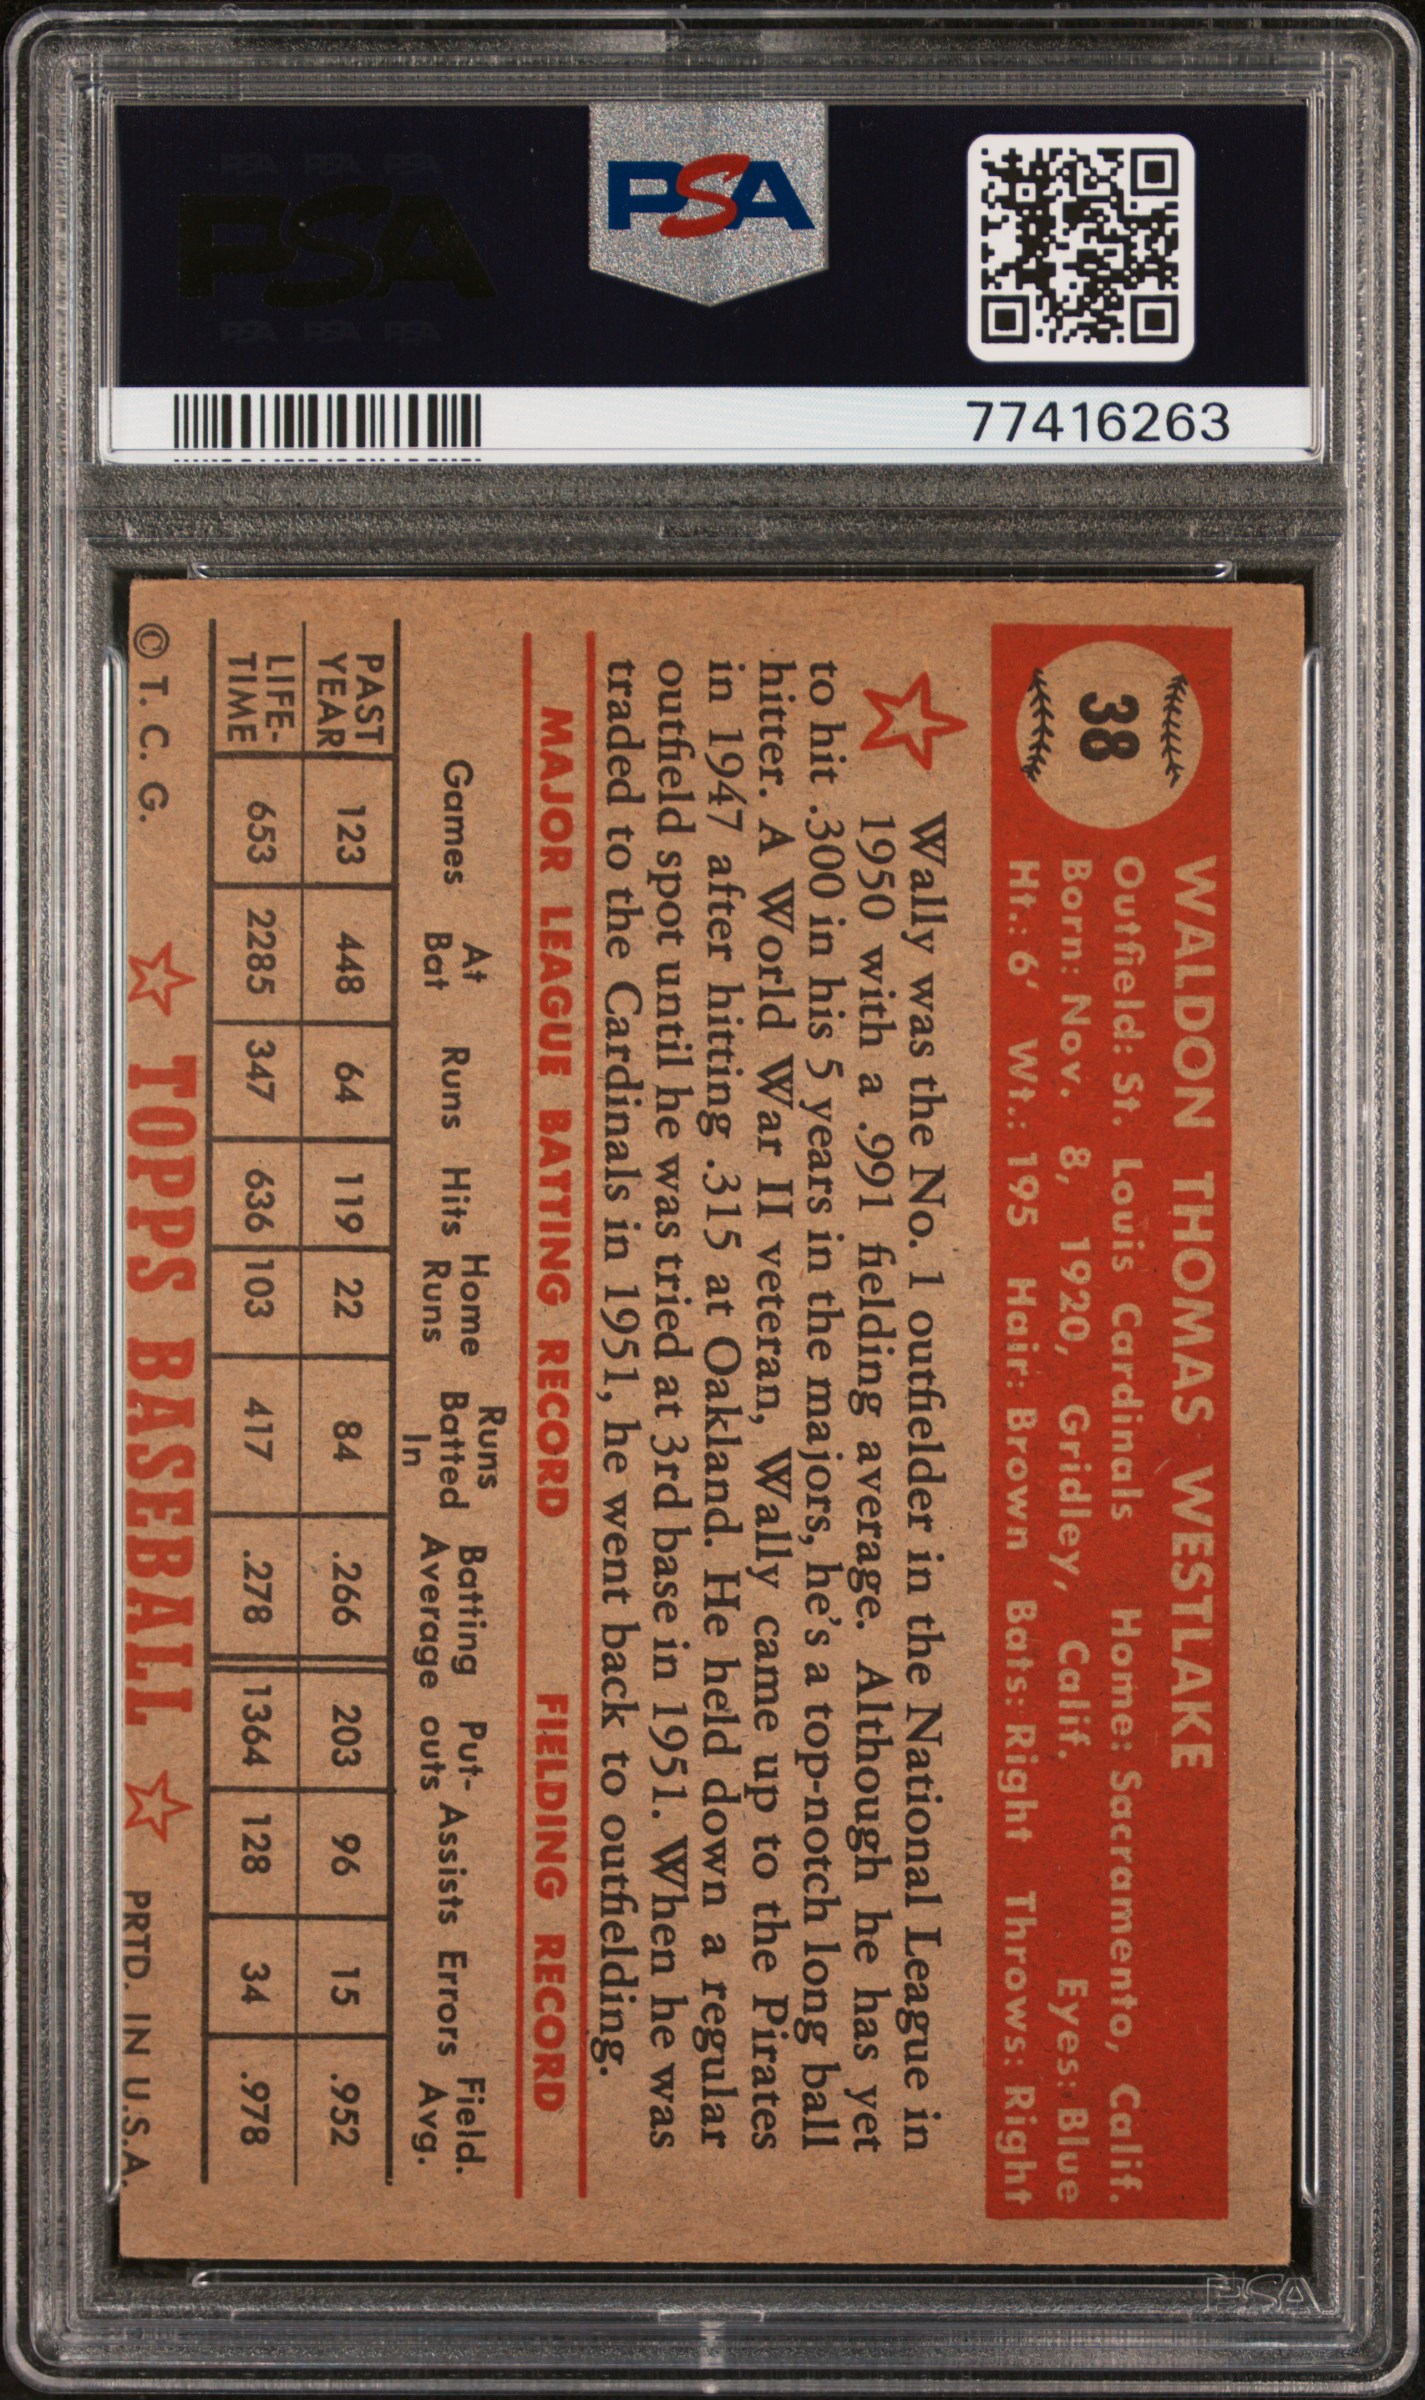 PSA PSA PSA
PSA
PSA PSA PSA
PSA
77416263
38
WALDON THOMAS WESTLAKE
Outfield: St. Louis Cardinals Home: Sacramento, Calif.
Born: Nov. 8, 1920, Gridley, Calif. Eyes: Blue
Ht.: 6' Wt.: 195 Hair: Brown Bats: Right Throws: Right
Wally was the No. 1 outfielder in the National League in
1950 with a .991 fielding average. Although he has yet
to hit .300 in his 5 years in the majors, he's a top-notch long ball
hitter. A World War II veteran, Wally came up to the Pirates
in 1947 after hitting .315 at Oakland. He held down a regular
outfield spot until he was tried at 3rd base in 1951. When he was
traded to the Cardinals in 1951, he went back to outfielding.
MAJOR LEAGUE BATTING RECORD FIELDING RECORD
Games At Bat Runs Hits Home Runs Runs Batted In Batting Average Put-outs Assists Errors Field. Avg.
PAST YEAR 123 448 64 119 22 84 .266 203 96 15 .952
LIFE-TIME 653 2285 347 636 103 417 .278 1364 128 34 .978
© T. C. G. TOPPS BASEBALL PRTD. IN U.S.A.
PSA